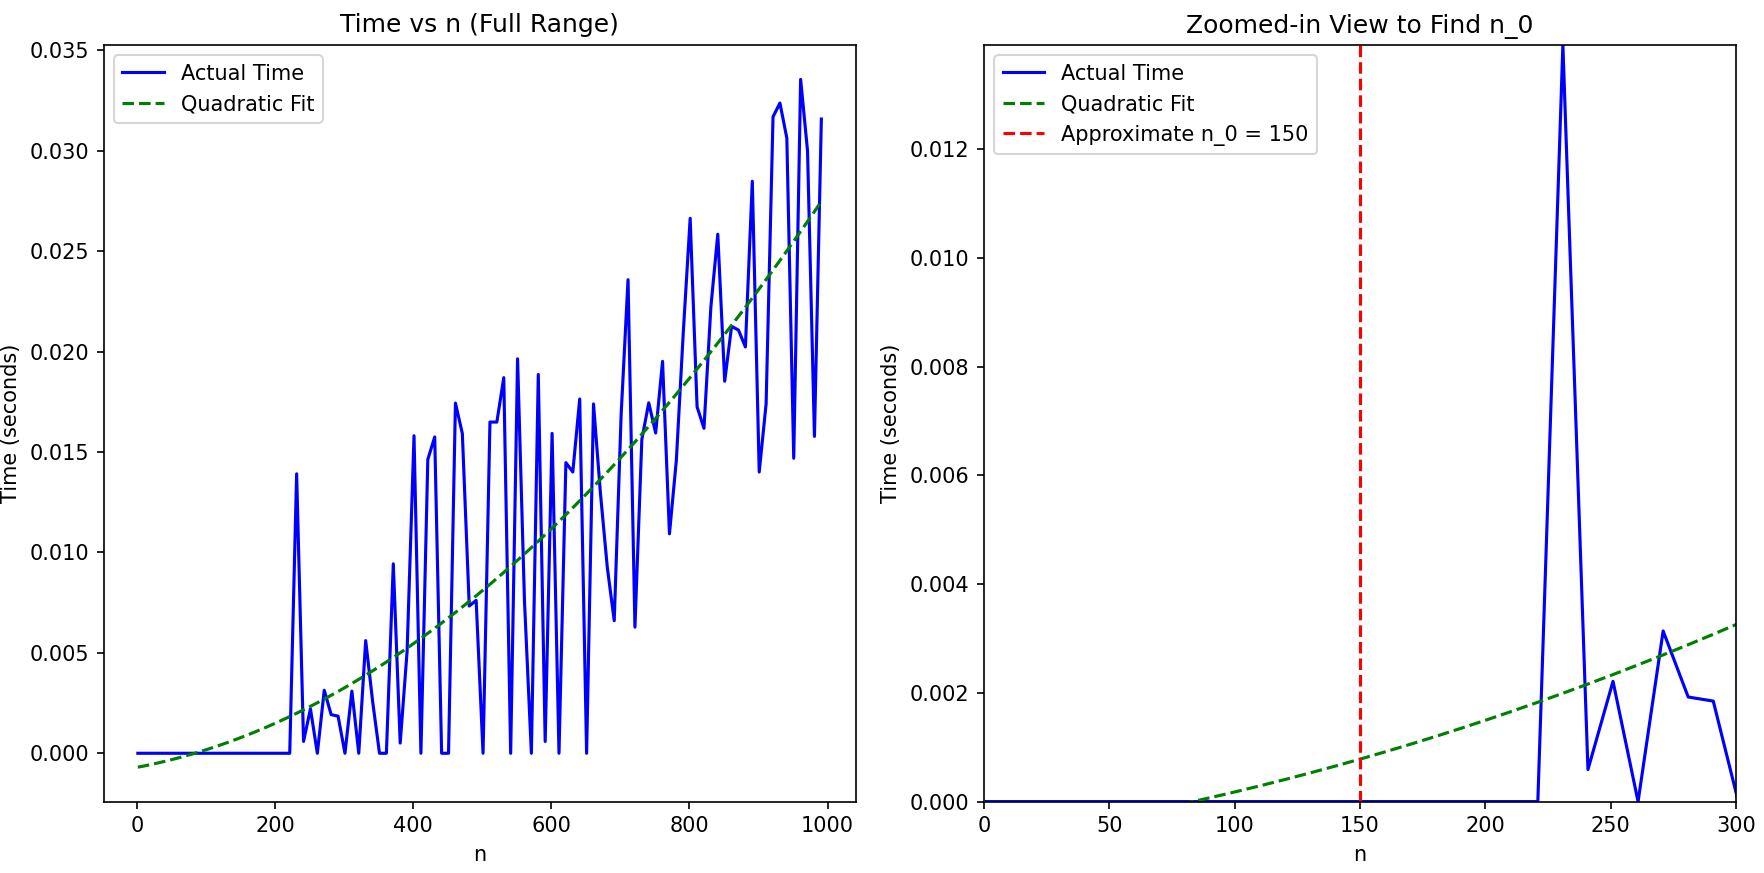 Time vs n (Full Range)
Actual Time
Quadratic Fit
Time (seconds)
0.035
0.030
0.025
0.020
0.015
0.010
0.005
0.000
0
200
400
600
800
1000
n
Zoomed-in View to Find n_0
Actual Time
Quadratic Fit
Approximate n_0 = 150
Time (seconds)
0.012
0.010
0.008
0.006
0.004
0.002
0.000
0
50
100
150
200
250
300
n